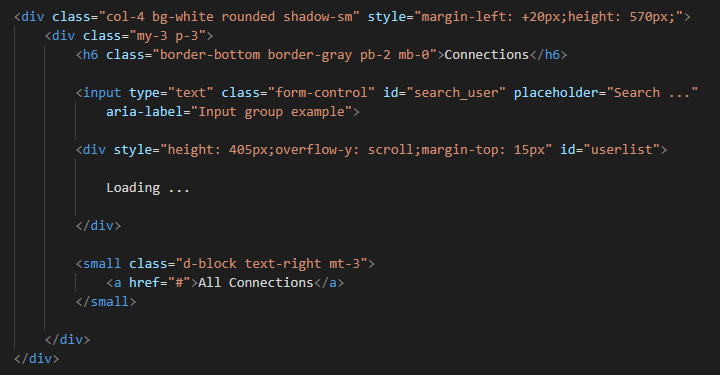 <div class="col-4 bg-white rounded shadow-sm" style="margin-left: +20px;height: 570px;">
<div class="my-3 p-3">
<h6 class="border-bottom border-gray pb-2 mb-0">Connections</h6>
<input type="text" class="form-control" id="search_user" placeholder="Search ..."
aria-label="Input group example">
<div style="height: 405px;overflow-y: scroll;margin-top: 15px" id="userlist">
Loading ...
</div>
<small class="d-block text-right mt-3">
<a href="#">All Connections</a>
</small>
</div>
</div>